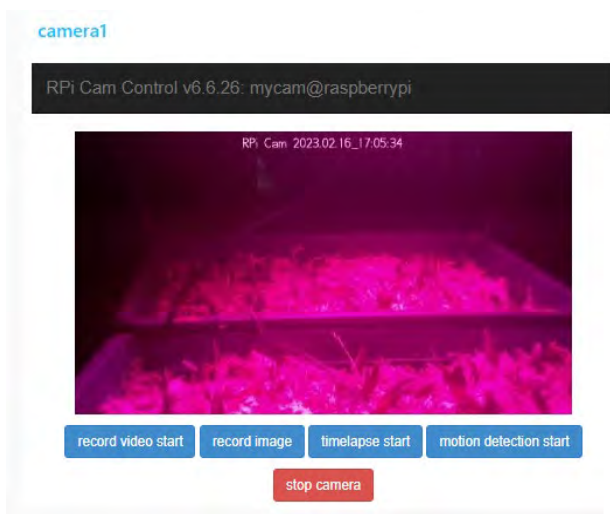 camera1
RPi Cam Control v6.6.26: mycam@raspberrypi
RPi Cam 2023.02.16_17:05:34
record video start record image timelapse start motion detection start
stop camera